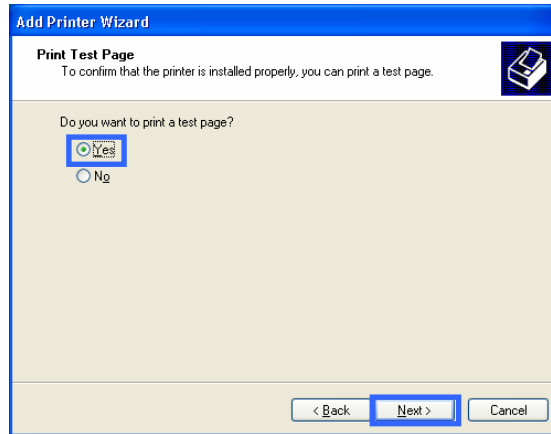 Add Printer Wizard
Print Test Page
To confirm that the printer is installed properly, you can print a test page.
Do you want to print a test page?
Yes
No
< Back Next > Cancel